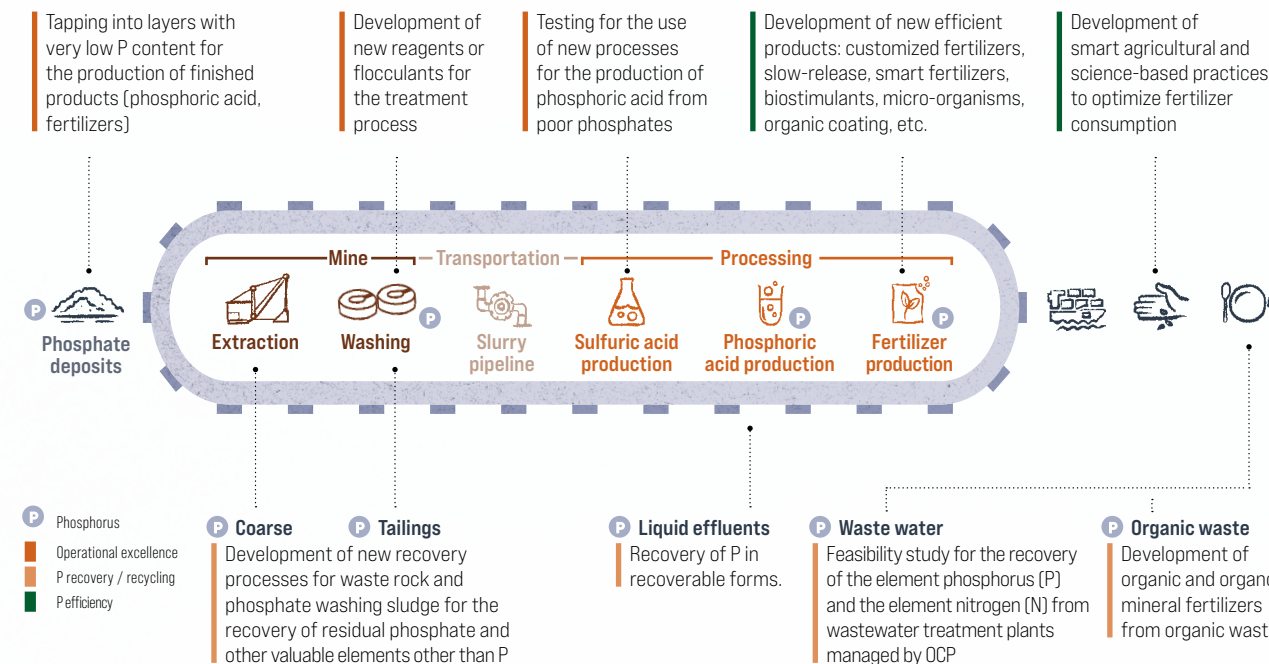 Tapping into layers with
very low P content for
the production of finished
products (phosphoric acid,
fertilizers)
Development of
new reagents or
flocculants for
the treatment
process
Testing for the use
of new processes
for the production of
phosphoric acid from
poor phosphates
Development of new efficient
products: customized fertilizers,
slow-release, smart fertilizers,
biostimulants, micro-organisms,
organic coating, etc.
Development of
smart agricultural and
science-based practices
to optimize fertilizer
consumption
Mine
Transportation
Processing
P
Phosphate
deposits
Extraction
P
Washing
Slurry
pipeline
Sulfuric acid
production
P
Phosphoric
acid production
P
Fertilizer
production
P Phosphorus
Operational excellence
P recovery / recycling
P efficiency
P Coarse
P Tailings
Development of new recovery
processes for waste rock and
phosphate washing sludge for the
recovery of residual phosphate and
other valuable elements other than P
P Liquid effluents
Recovery of P in
recoverable forms.
P Waste water
Feasibility study for the recovery
of the element phosphorus (P)
and the element nitrogen (N) from
wastewater treatment plants
managed by OCP
P Organic waste
Development of
organic and organo
mineral fertilizers
from organic wast